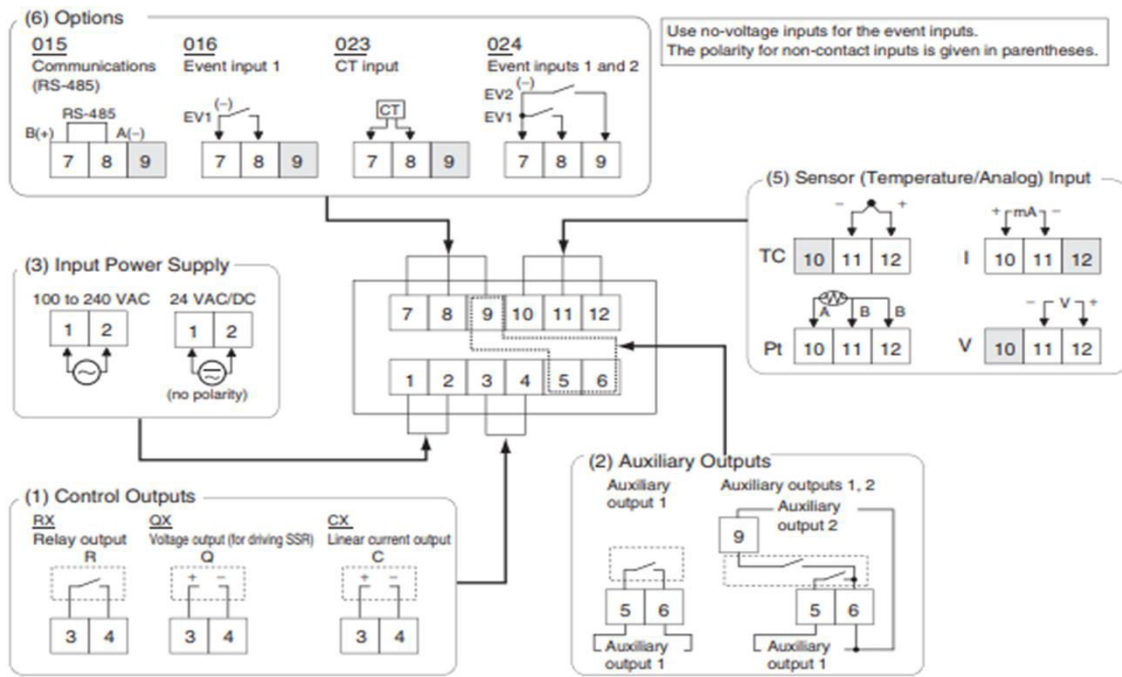 (6) Options
015
Communications
(RS-485)
RS-485
B(+) A(−)
7 8 9
016
Event input 1
(−)
EV1
7 8 9
023
CT input
CT
7 8 9
024
Event inputs 1 and 2
(−)
EV2
EV1
7 8 9
Use no-voltage inputs for the event inputs.
The polarity for non-contact inputs is given in parentheses.
(5) Sensor (Temperature/Analog) Input
− +
TC 10 11 12
+ mA −
I 10 11 12
A B B
Pt 10 11 12
− V +
V 10 11 12
(3) Input Power Supply
100 to 240 VAC
1 2
24 VAC/DC
1 2
(no polarity)
7 8 9 10 11 12
1 2 3 4 5 6
(1) Control Outputs
RX
Relay output
R
3 4
QX
Voltage output (for driving SSR)
Q
+ −
3 4
CX
Linear current output
C
+ −
3 4
(2) Auxiliary Outputs
Auxiliary
output 1
5 6
Auxiliary
output 1
Auxiliary outputs 1, 2
Auxiliary
output 2
9
5 6
Auxiliary
output 1